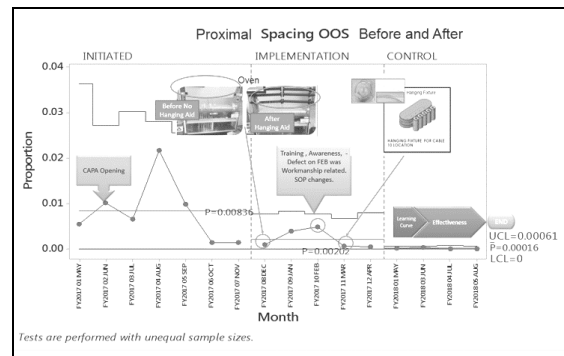 Proximal Spacing OOS Before and After
INITIATED
IMPLEMENTATION
CONTROL
0.04
0.03
0.02
0.01
0.00
Proportion
Oven
Before No
Hanging Aid
After
Hanging Aid
Hanging Fixture
HANGING FIXTURE FOR CABLE
LOCATION
CAPA Opening
Training , Awareness, -
Defect on FEB was
Workmanship related.
SOP changes.
P=0.00836
P=0.00202
Learning
Curve
Effectiveness
END
UCL=0.00061
P=0.00016
LCL=0
FY2017 01 MAY
FY2017 02 JUN
FY2017 03 JUL
FY2017 04 AUG
FY2017 05 SEP
FY2017 06 OCT
FY2017 07 NOV
FY2017 08 DEC
FY2017 09 JAN
FY2017 10 FEB
FY2017 11 MAR
FY2017 12 APR
FY2018 01 MAY
FY2018 03 JUN
FY2018 04 JUL
FY2018 05 AUG
Month
Tests are performed with unequal sample sizes.